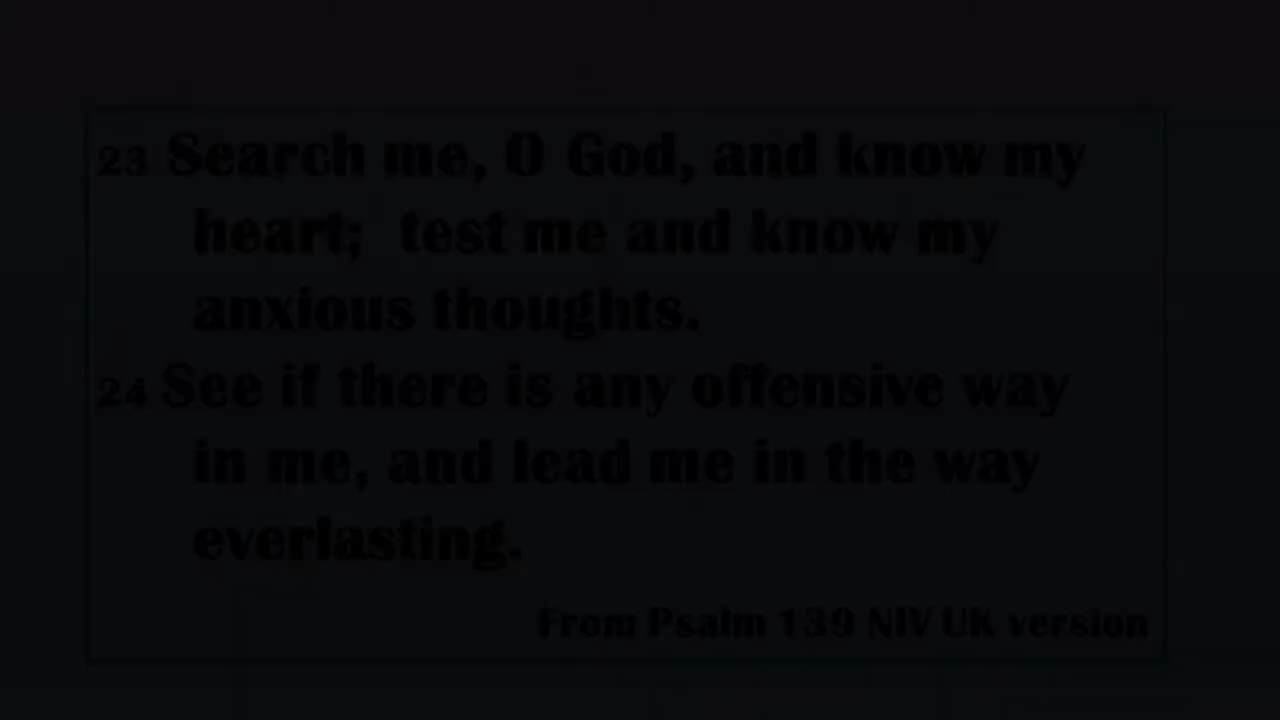 23 Search me, O God, and know my
heart; test me and know my
anxious thoughts.
24 See if there is any offensive way
in me, and lead me in the way
everlasting.
From Psalm 139 NIV UK version